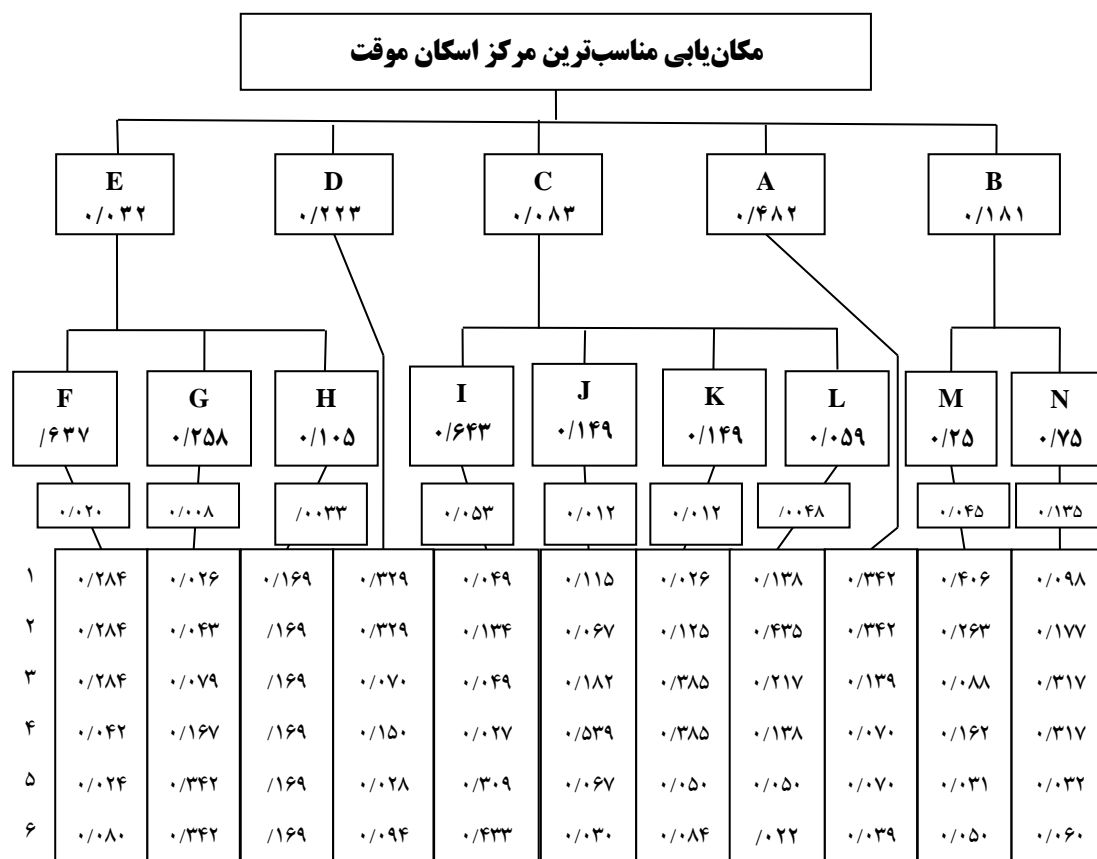 مکان‌یابی مناسب‌ترین مرکز اسکان موقت
E D C A B
۰/۰۳۲ ۰/۲۲۳ ۰/۰۸۳ ۰/۴۸۲ ۰/۱۸۱
F G H I J K L M N
/۶۳۷ ۰/۲۵۸ ۰/۱۰۵ ۰/۶۴۳ ۰/۱۴۹ ۰/۱۴۹ ۰/۰۵۹ ۰/۲۵ ۰/۷۵
۰/۰۲۰ ۰/۰۰۸ /۰۰۳۳ ۰/۰۵۳ ۰/۰۱۲ ۰/۰۱۲ /۰۰۴۸ ۰/۰۴۵ ۰/۱۳۵
۱ ۰/۲۸۴ ۰/۰۲۶ ۰/۱۶۹ ۰/۳۲۹ ۰/۰۴۹ ۰/۱۱۵ ۰/۰۲۶ ۰/۱۳۸ ۰/۳۴۲ ۰/۴۰۶ ۰/۰۹۸
۲ ۰/۲۸۴ ۰/۰۴۳ /۱۶۹ ۰/۳۲۹ ۰/۱۳۴ ۰/۰۶۷ ۰/۱۲۵ ۰/۴۳۵ ۰/۳۴۲ ۰/۲۶۳ ۰/۱۷۷
۳ ۰/۲۸۴ ۰/۰۷۹ /۱۶۹ ۰/۰۷۰ ۰/۰۴۹ ۰/۱۸۲ ۰/۳۸۵ ۰/۲۱۷ ۰/۱۳۹ ۰/۰۸۸ ۰/۳۱۷
۴ ۰/۰۴۲ ۰/۱۶۷ /۱۶۹ ۰/۱۵۰ ۰/۰۲۷ ۰/۵۳۹ ۰/۳۸۵ ۰/۱۳۸ ۰/۰۷۰ ۰/۱۶۲ ۰/۳۱۷
۵ ۰/۰۲۴ ۰/۳۴۲ /۱۶۹ ۰/۰۲۸ ۰/۳۰۹ ۰/۰۶۷ ۰/۰۵۰ ۰/۰۵۰ ۰/۰۷۰ ۰/۰۳۱ ۰/۰۳۲
۶ ۰/۰۸۰ ۰/۳۴۲ /۱۶۹ ۰/۰۹۴ ۰/۴۳۳ ۰/۰۳۰ ۰/۰۸۴ /۰۲۲ ۰/۰۳۹ ۰/۰۵۰ ۰/۰۶۰